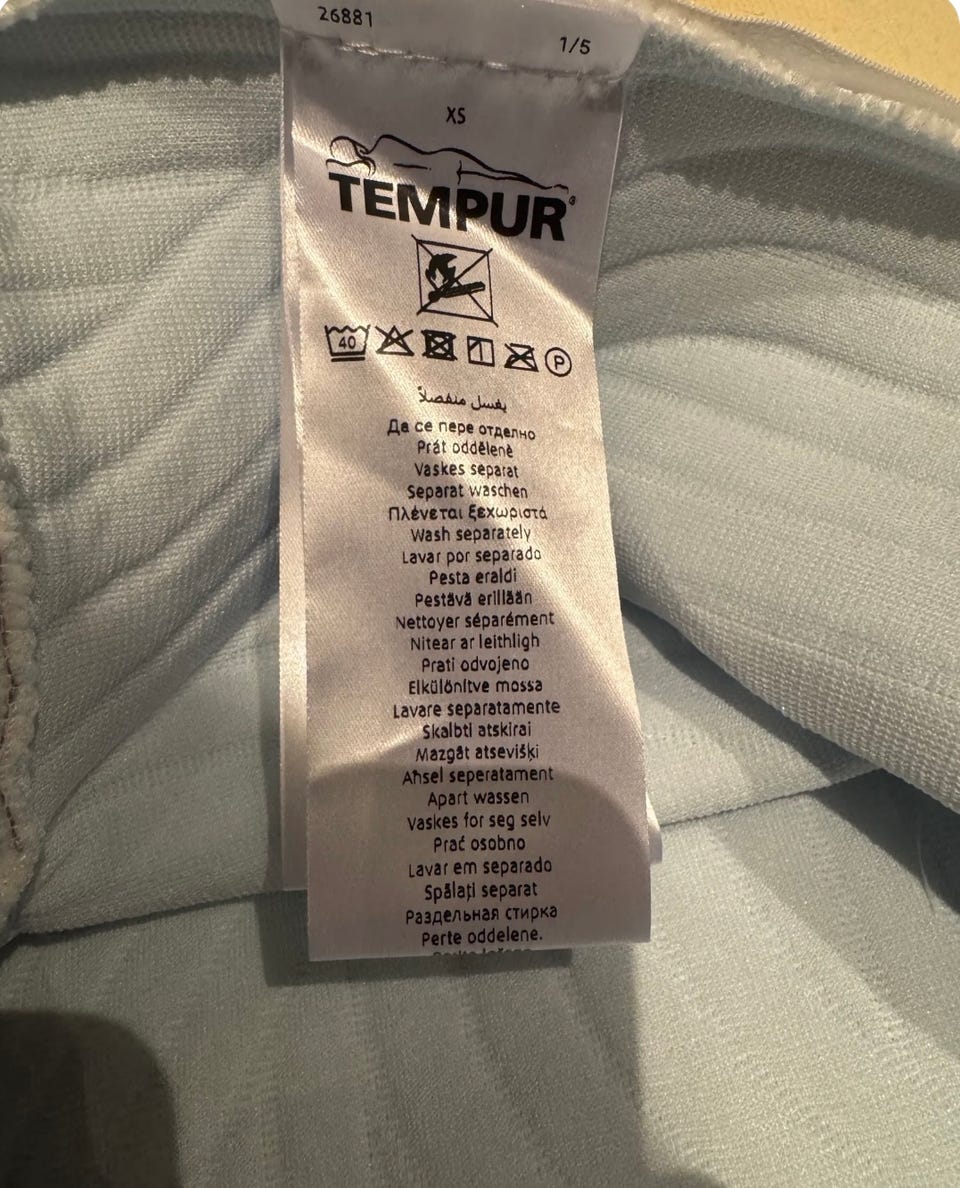 26881
1/5
XS
TEMPUR®
40
P
يغسل منفصلاً
Да се пере отделно
Prát odděleně
Vaskes separat
Separat waschen
Πλένεται ξεχωριστά
Wash separately
Lavar por separado
Pesta eraldi
Pestävä erillään
Nettoyer séparément
Nitear ar leithligh
Prati odvojeno
Elkülönítve mossa
Lavare separatamente
Skalbti atskirai
Mazgāt atsevišķi
Aħsel seperatament
Apart wassen
Vaskes for seg selv
Prać osobno
Lavar em separado
Spălați separat
Раздельная стирка
Perte oddelene.